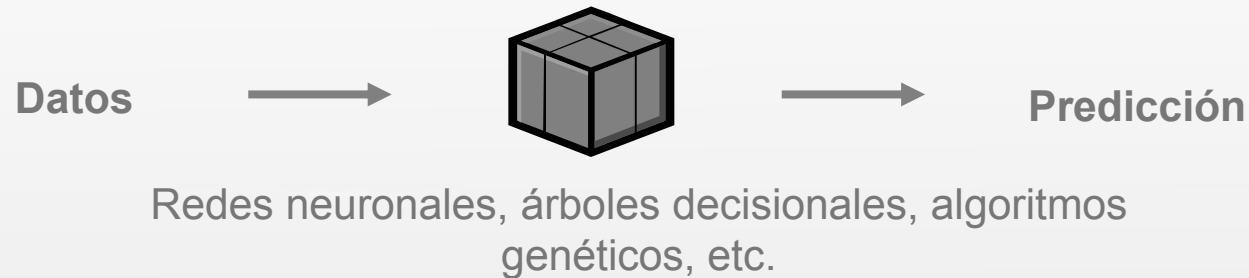 Datos
Predicción
Redes neuronales, árboles decisionales, algoritmos
genéticos, etc.